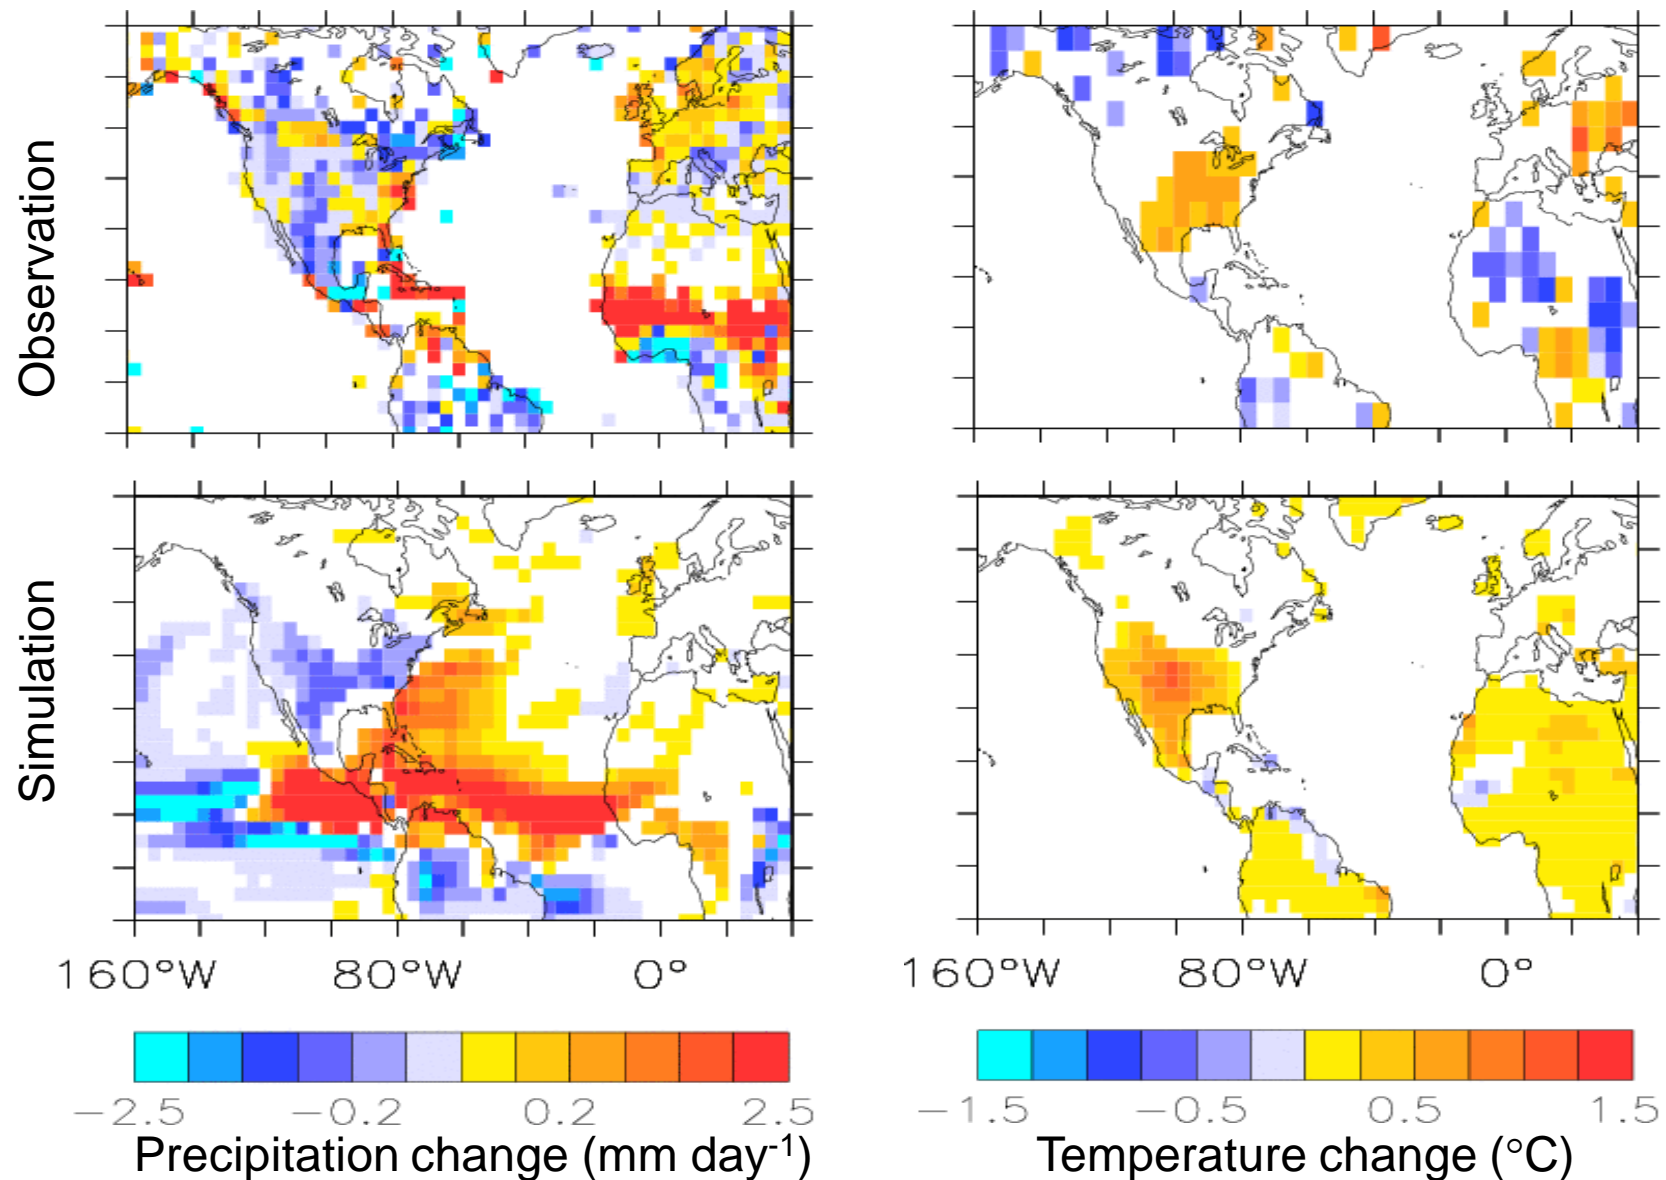 Observation
Simulation
160°W 80°W 0°
160°W 80°W 0°
−2.5 −0.2 0.2 2.5
Precipitation change (mm day⁻¹)
−1.5 −0.5 0.5 1.5
Temperature change (°C)